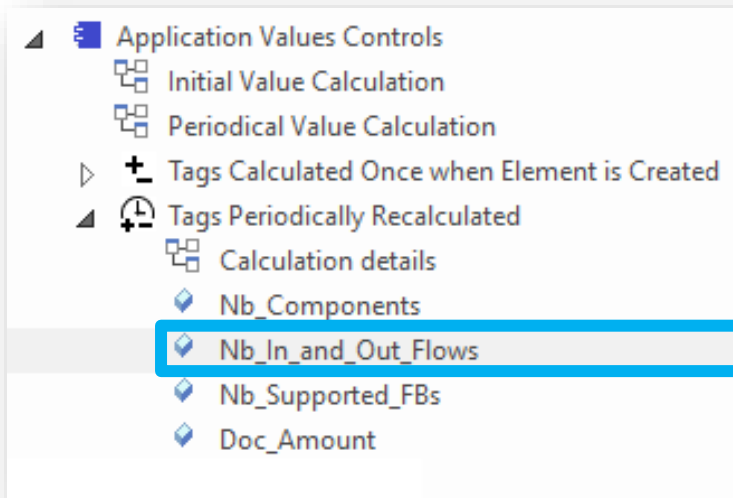 Application Values Controls
Initial Value Calculation
Periodical Value Calculation
Tags Calculated Once when Element is Created
Tags Periodically Recalculated
Calculation details
Nb_Components
Nb_In_and_Out_Flows
Nb_Supported_FBs
Doc_Amount